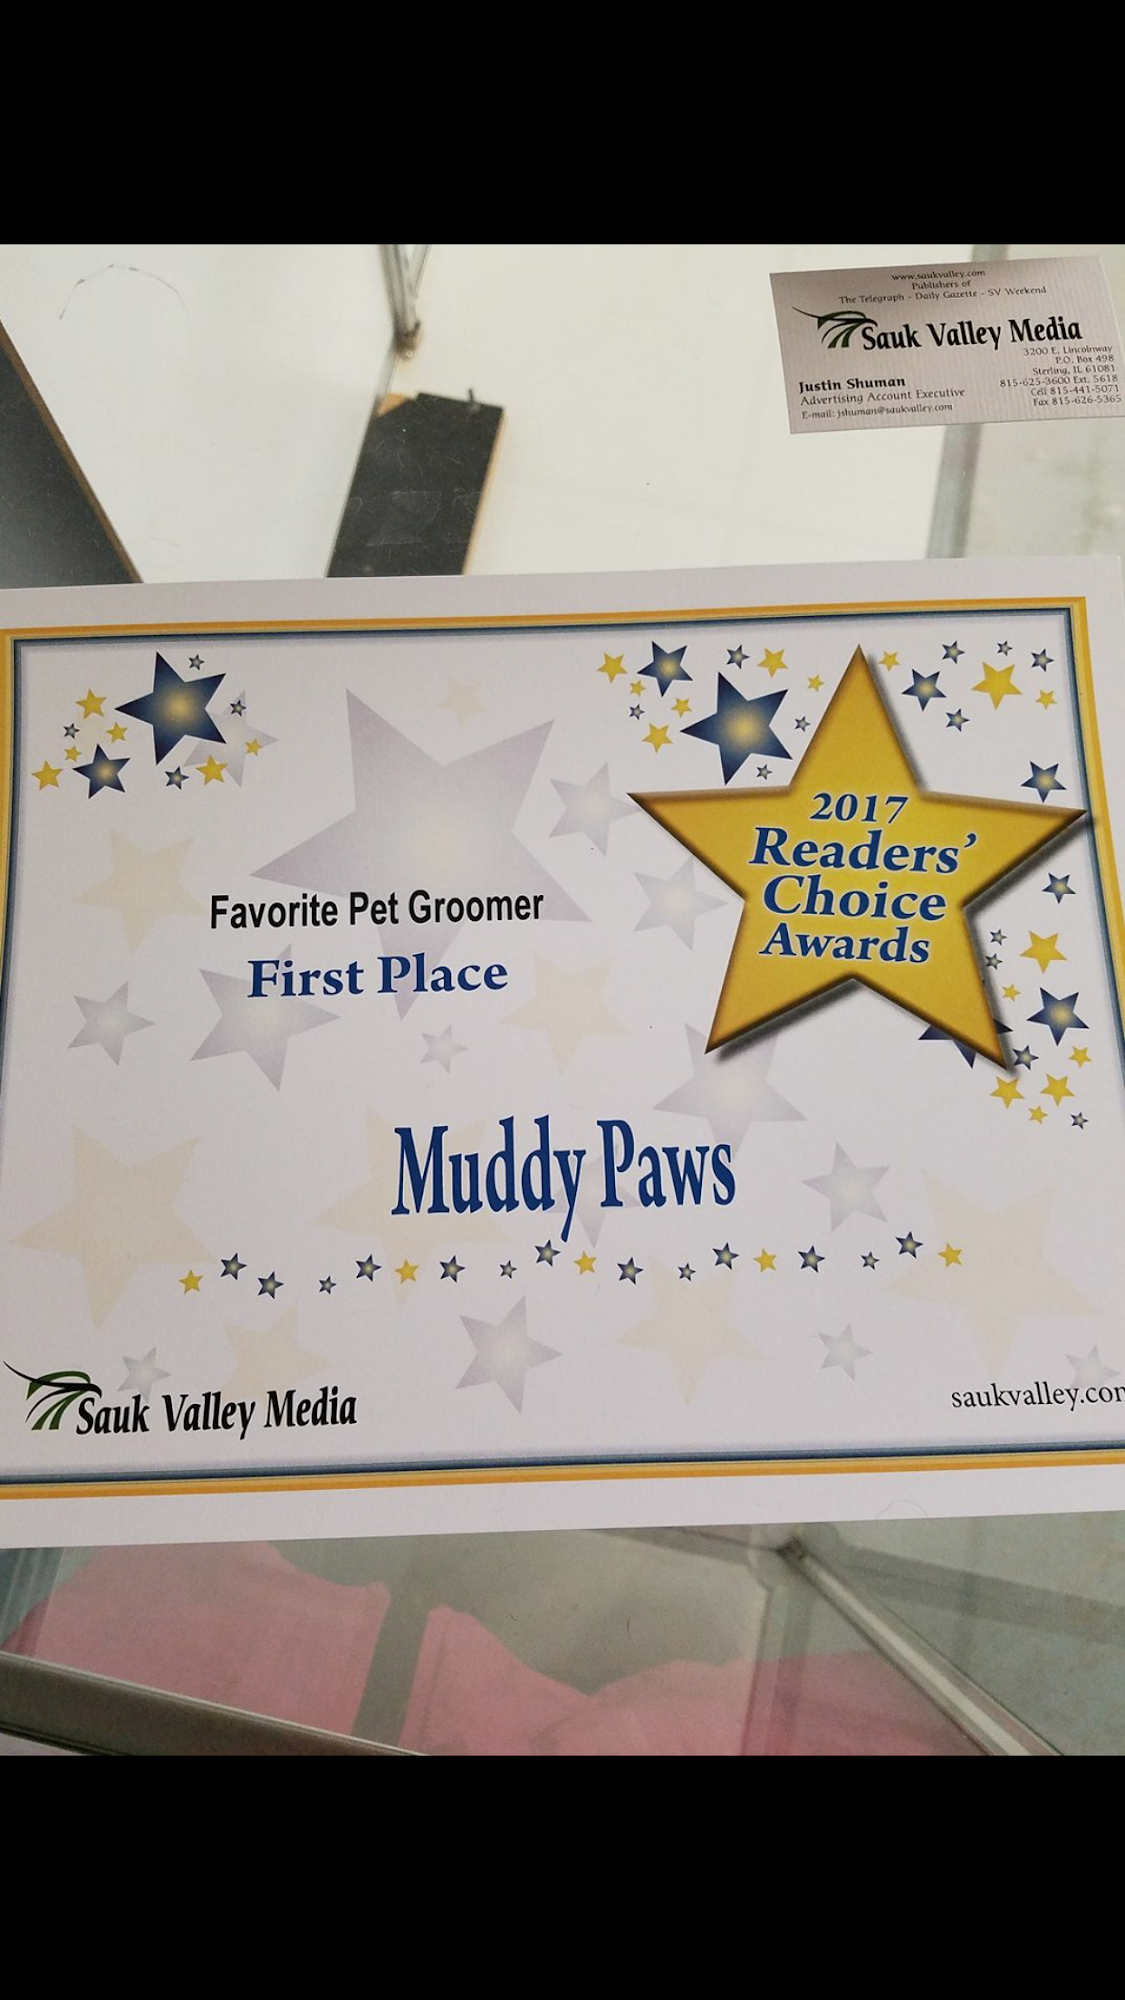 www.saukvalley.com
Publishers of
The Telegraph - Daily Gazette - SV Weekend
Sauk Valley Media
3200 E. Lincolnway
P.O. Box 498
Sterling, IL 61081
815-625-3600 Ext. 5618
Cell 815-441-5071
Fax 815-626-5365
Justin Shuman
Advertising Account Executive
E-mail: jshuman@saukvalley.com
2017
Readers’
Choice
Awards
Favorite Pet Groomer
First Place
Muddy Paws
Sauk Valley Media
saukvalley.com